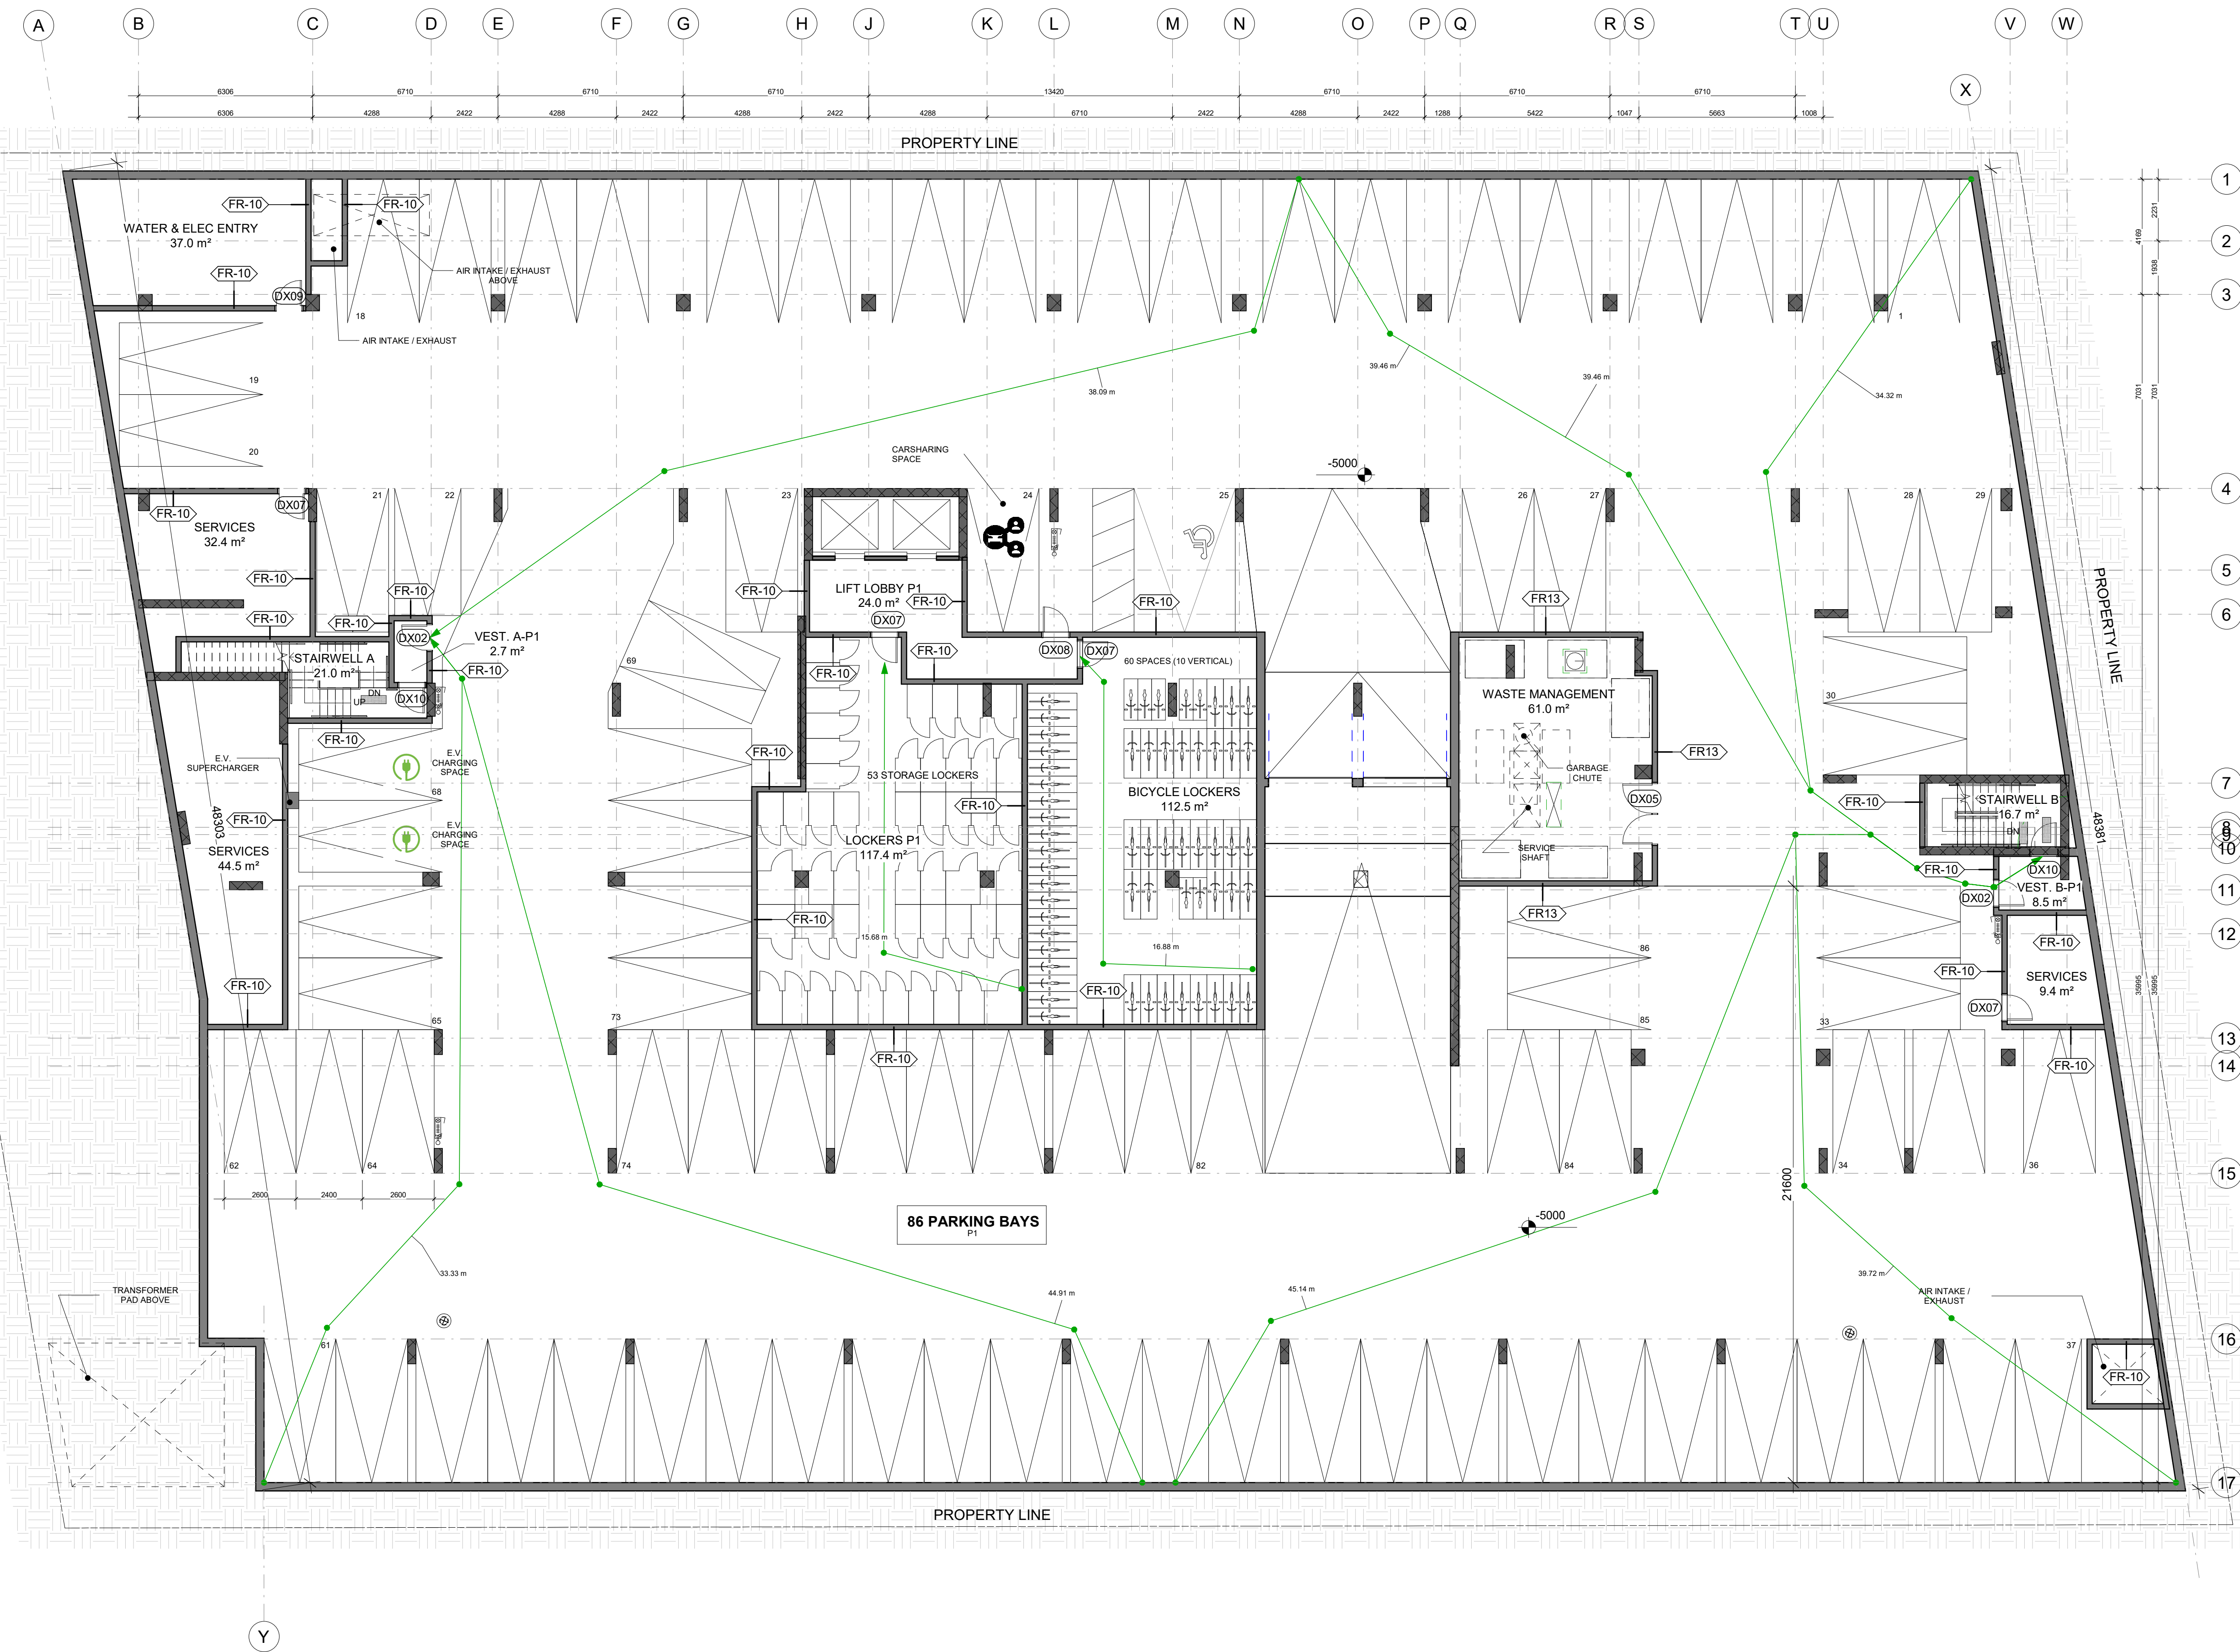 A B C D E F G H J K L M N O P Q R S T U V W
X
6306 6710 6710 6710 13420 6710 6710 6710
6306 4288 2422 4288 2422 4288 2422 4288 6710 2422 4288 2422 1288 5422 1047 5663 1008
PROPERTY LINE
1
2231
2
4169
1938
3
7031 7031
4
5
6
7
8
9
10
11
12
35995 35995
13
14
15
16
17
FR-10
FR-10
WATER & ELEC ENTRY
37.0 m²
FR-10
DX09
AIR INTAKE / EXHAUST
ABOVE
18
AIR INTAKE / EXHAUST
1
19
20
38.09 m
39.46 m
39.46 m
34.32 m
CARSHARING
SPACE
-5000
21
22
23
24
25
26
27
28
29
DX07
FR-10
SERVICES
32.4 m²
FR-10
FR-10
FR-10
FR-10
DX02
VEST. A-P1
2.7 m²
FR-10
STAIRWELL A
21.0 m²
DN
UP
DX10
FR-10
FR-10
LIFT LOBBY P1
24.0 m²
FR-10
DX07
FR-10
FR-10
DX08
DX07
FR-10
60 SPACES (10 VERTICAL)
FR13
WASTE MANAGEMENT
61.0 m²
FR13
GARBAGE
CHUTE
DX05
SERVICE
SHAFT
FR13
69
30
PROPERTY LINE
E.V.
SUPERCHARGER
E.V.
CHARGING
SPACE
68
E.V.
CHARGING
SPACE
48303
FR-10
SERVICES
44.5 m²
FR-10
65
FR-10
53 STORAGE LOCKERS
FR-10
LOCKERS P1
117.4 m²
FR-10
15.68 m
BICYCLE LOCKERS
112.5 m²
16.88 m
FR-10
FR-10
FR-10
STAIRWELL B
16.7 m²
DN
48381
FR-10
DX10
VEST. B-P1
8.5 m²
DX02
FR-10
FR-10
SERVICES
9.4 m²
DX07
FR-10
86
85
33
73
62
64
74
82
84
34
36
2600 2400 2600
21600
86 PARKING BAYS
P1
-5000
33.33 m
44.91 m
45.14 m
39.72 m
TRANSFORMER
PAD ABOVE
AIR INTAKE /
EXHAUST
61
37
FR-10
PROPERTY LINE
Y